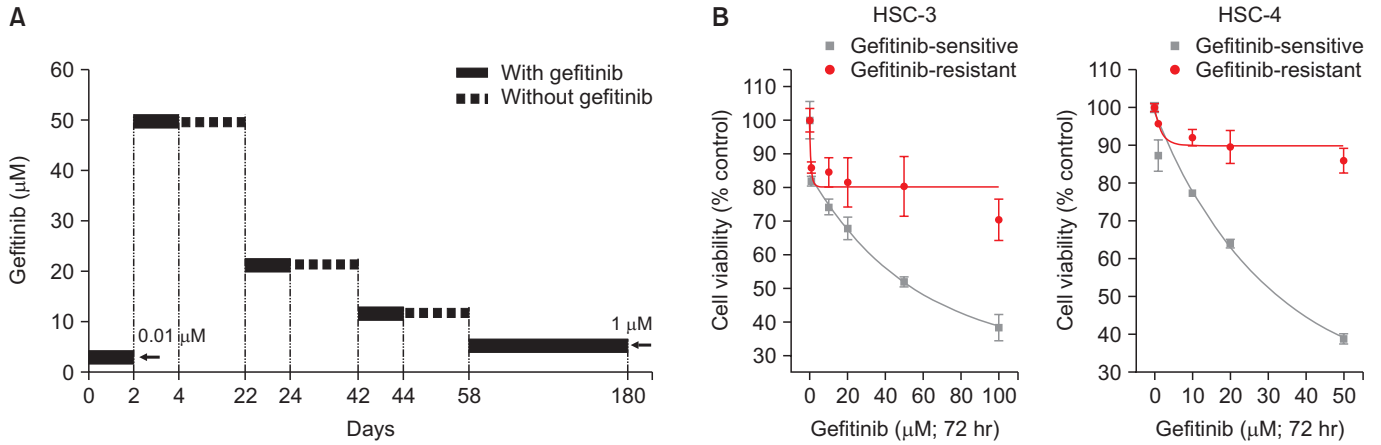 A
With gefitinib
Without gefitinib
Gefitinib (μM)
60
50
40
30
20
10
0
0.01 μM
1 μM
0 2 4 22 24 42 44 58 180
Days
B
HSC-3
Gefitinib-sensitive
Gefitinib-resistant
Cell viability (% control)
110
100
90
80
70
60
50
40
30
0 20 40 60 80 100
Gefitinib (μM; 72 hr)
HSC-4
Gefitinib-sensitive
Gefitinib-resistant
Cell viability (% control)
110
100
90
80
70
60
50
40
30
0 10 20 30 40 50
Gefitinib (μM; 72 hr)